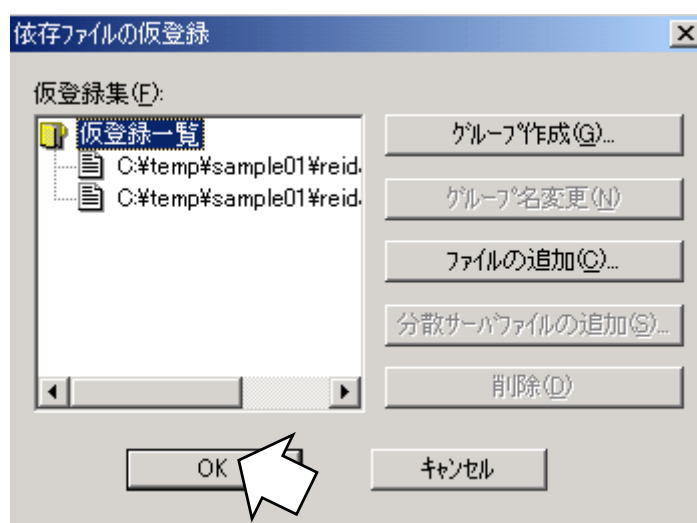 依存ファイルの仮登録
仮登録集(F):
仮登録一覧
C:¥temp¥sample01¥reid
C:¥temp¥sample01¥reid
グループ作成(G)...
グループ名変更(N)
ファイルの追加(C)...
分散サーバファイルの追加(S)...
削除(D)
OK
キャンセル